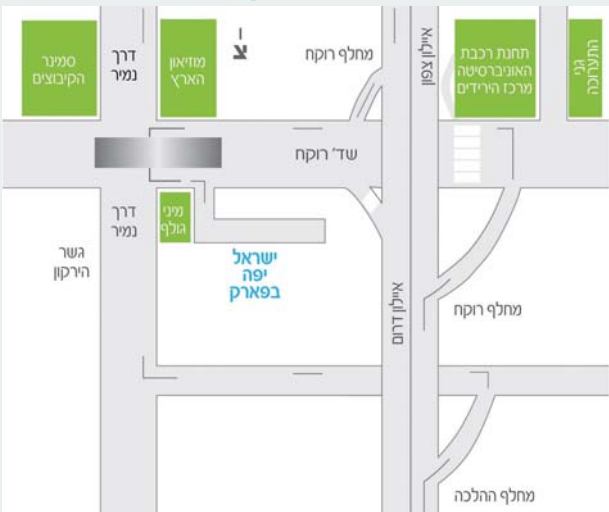 סמינר
הקיבוצים
דרך
נמיר
מוזיאון
הארץ
צ
מחלף רוקח
איילון צפון
תחנת רכבת
האוניברסיטה
מרכז הירידים
גני
התערוכה
שד' רוקח
דרך
נמיר
מיני
גולף
גשר
הירקון
ישראל
יפה
בפארק
איילון דרום
מחלף רוקח
מחלף ההלכה